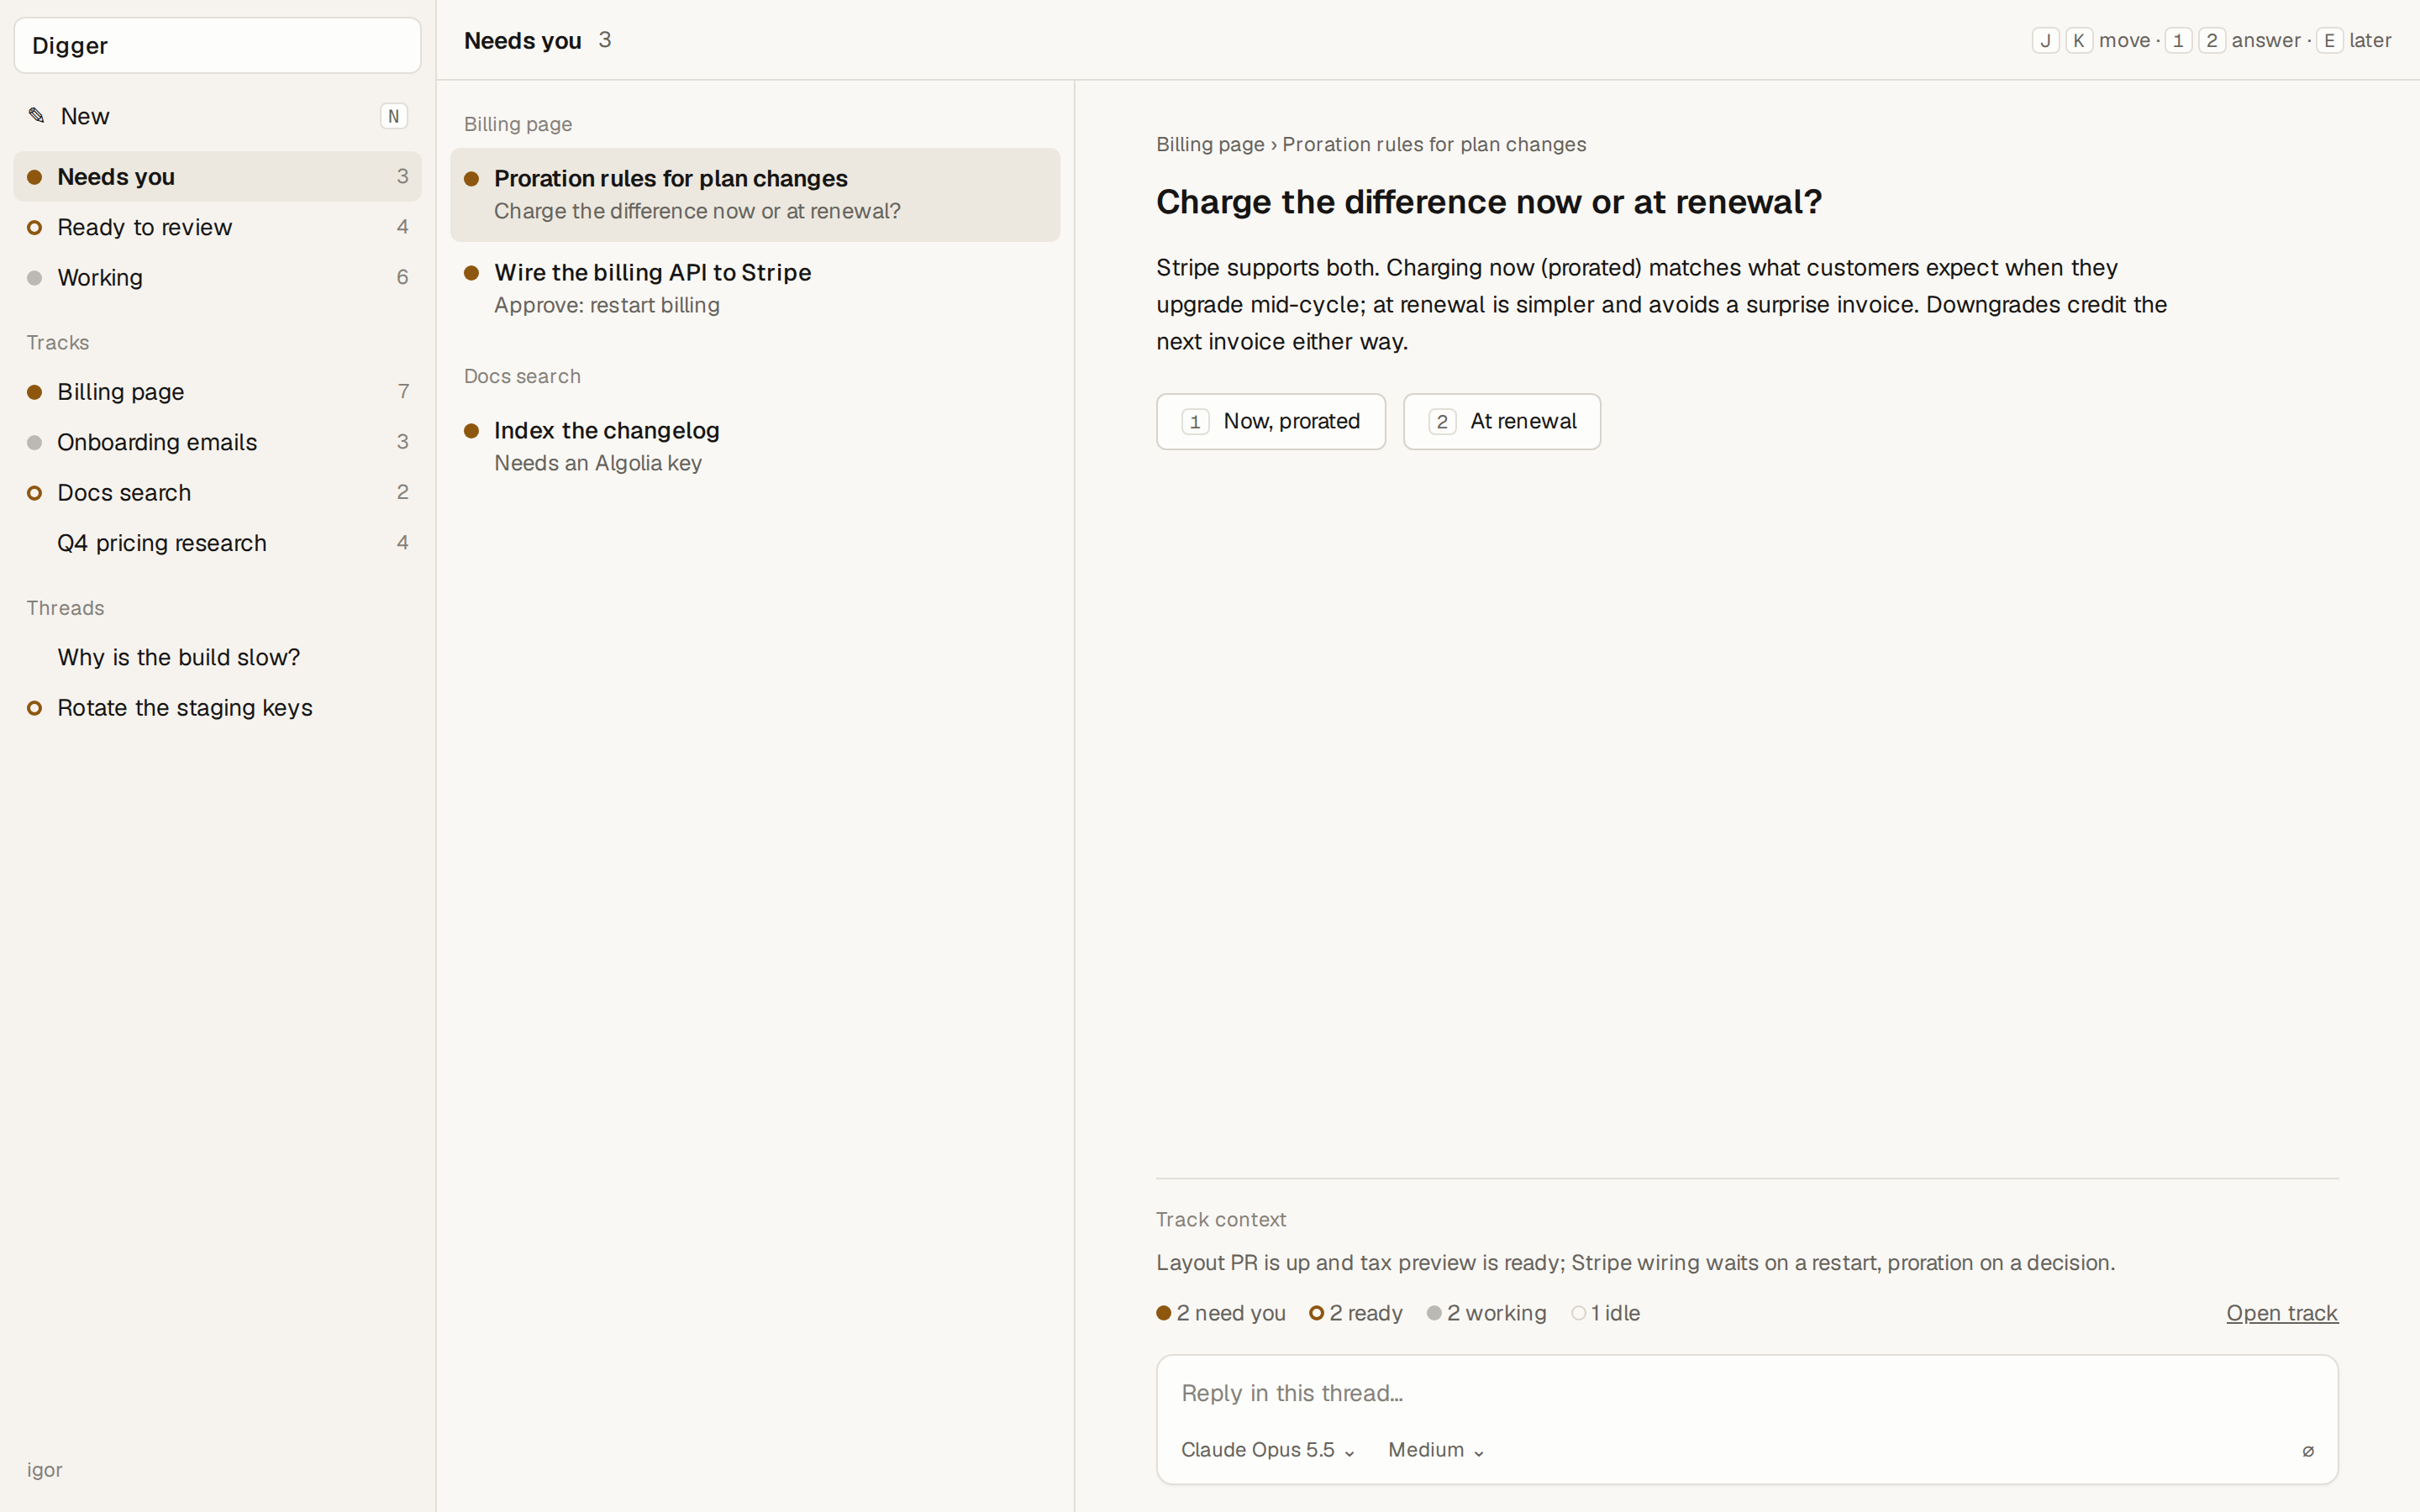 Digger
✎ New N
Needs you 3
Ready to review 4
Working 6
Tracks
Billing page 7
Onboarding emails 3
Docs search 2
Q4 pricing research 4
Threads
Why is the build slow?
Rotate the staging keys
igor
Needs you 3
J K move · 1 2 answer · E later
Billing page
Proration rules for plan changes
Charge the difference now or at renewal?
Wire the billing API to Stripe
Approve: restart billing
Docs search
Index the changelog
Needs an Algolia key
Billing page › Proration rules for plan changes
Charge the difference now or at renewal?
Stripe supports both. Charging now (prorated) matches what customers expect when they
upgrade mid-cycle; at renewal is simpler and avoids a surprise invoice. Downgrades credit the
next invoice either way.
1 Now, prorated 2 At renewal
Track context
Layout PR is up and tax preview is ready; Stripe wiring waits on a restart, proration on a decision.
2 need you 2 ready 2 working 1 idle Open track
Reply in this thread…
Claude Opus 5.5 ⌄ Medium ⌄ ⌀